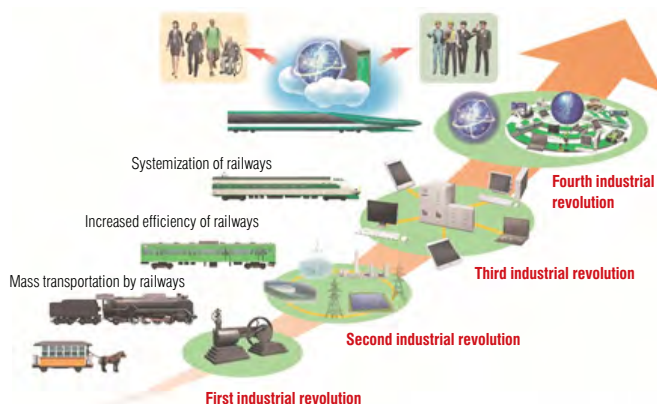 Systemization of railways
Fourth industrial
revolution
Increased efficiency of railways
Third industrial revolution
Mass transportation by railways
Second industrial revolution
First industrial revolution